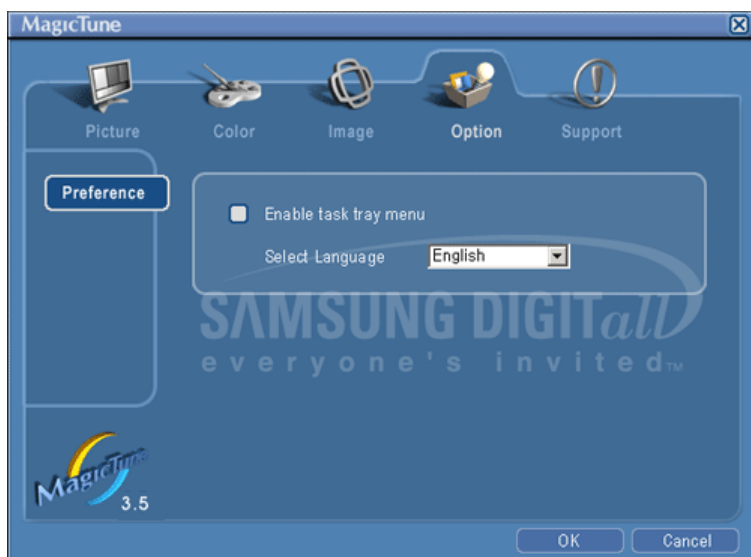 MagicTune
Picture Color Image Option Support
Preference
Enable task tray menu
Select Language English
SAMSUNG DIGITall
everyone's invited™
MagicTune
3.5
OK Cancel